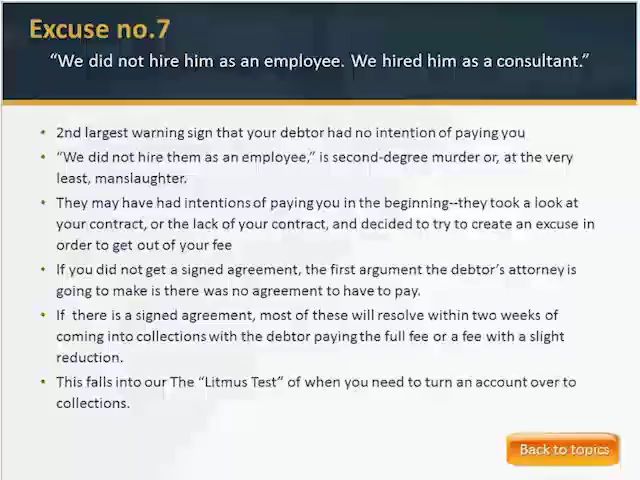 Excuse no.7
“We did not hire him as an employee. We hired him as a consultant.”
• 2nd largest warning sign that your debtor had no intention of paying you
• “We did not hire them as an employee,” is second-degree murder or, at the very
least, manslaughter.
• They may have had intentions of paying you in the beginning--they took a look at
your contract, or the lack of your contract, and decided to try to create an excuse in
order to get out of your fee
• If you did not get a signed agreement, the first argument the debtor’s attorney is
going to make is there was no agreement to have to pay.
• If there is a signed agreement, most of these will resolve within two weeks of
coming into collections with the debtor paying the full fee or a fee with a slight
reduction.
• This falls into our The “Litmus Test” of when you need to turn an account over to
collections.
Back to topics